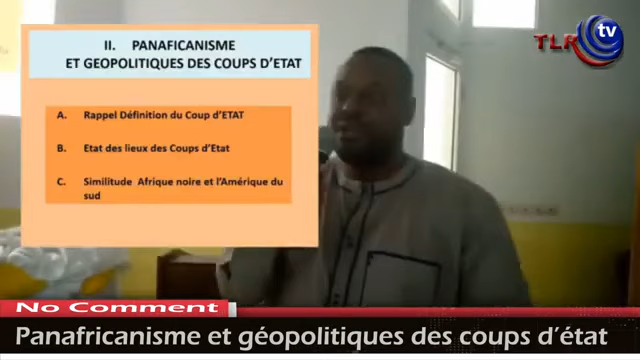 II. PANAFICANISME
ET GEOPOLITIQUES DES COUPS D'ETAT
A. Rappel Définition du Coup d'ETAT
B. Etat des lieux des Coups d'Etat
C. Similitude Afrique noire et l'Amérique du
sud
TLR tv
No Comment
Panafricanisme et géopolitiques des coups d'état